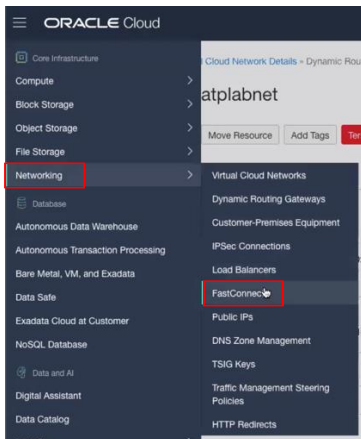 ORACLE Cloud
Core Infrastructure
Compute
Block Storage
Object Storage
File Storage
Networking
Database
Autonomous Data Warehouse
Autonomous Transaction Processing
Bare Metal, VM, and Exadata
Data Safe
Exadata Cloud at Customer
NoSQL Database
Data and AI
Digital Assistant
Data Catalog
Cloud Network Details » Dynamic Rou
atplabnet
Move Resource Add Tags Ter
Virtual Cloud Networks
Dynamic Routing Gateways
Customer-Premises Equipment
IPSec Connections
Load Balancers
FastConnect
Public IPs
DNS Zone Management
TSIG Keys
Traffic Management Steering
Policies
HTTP Redirects